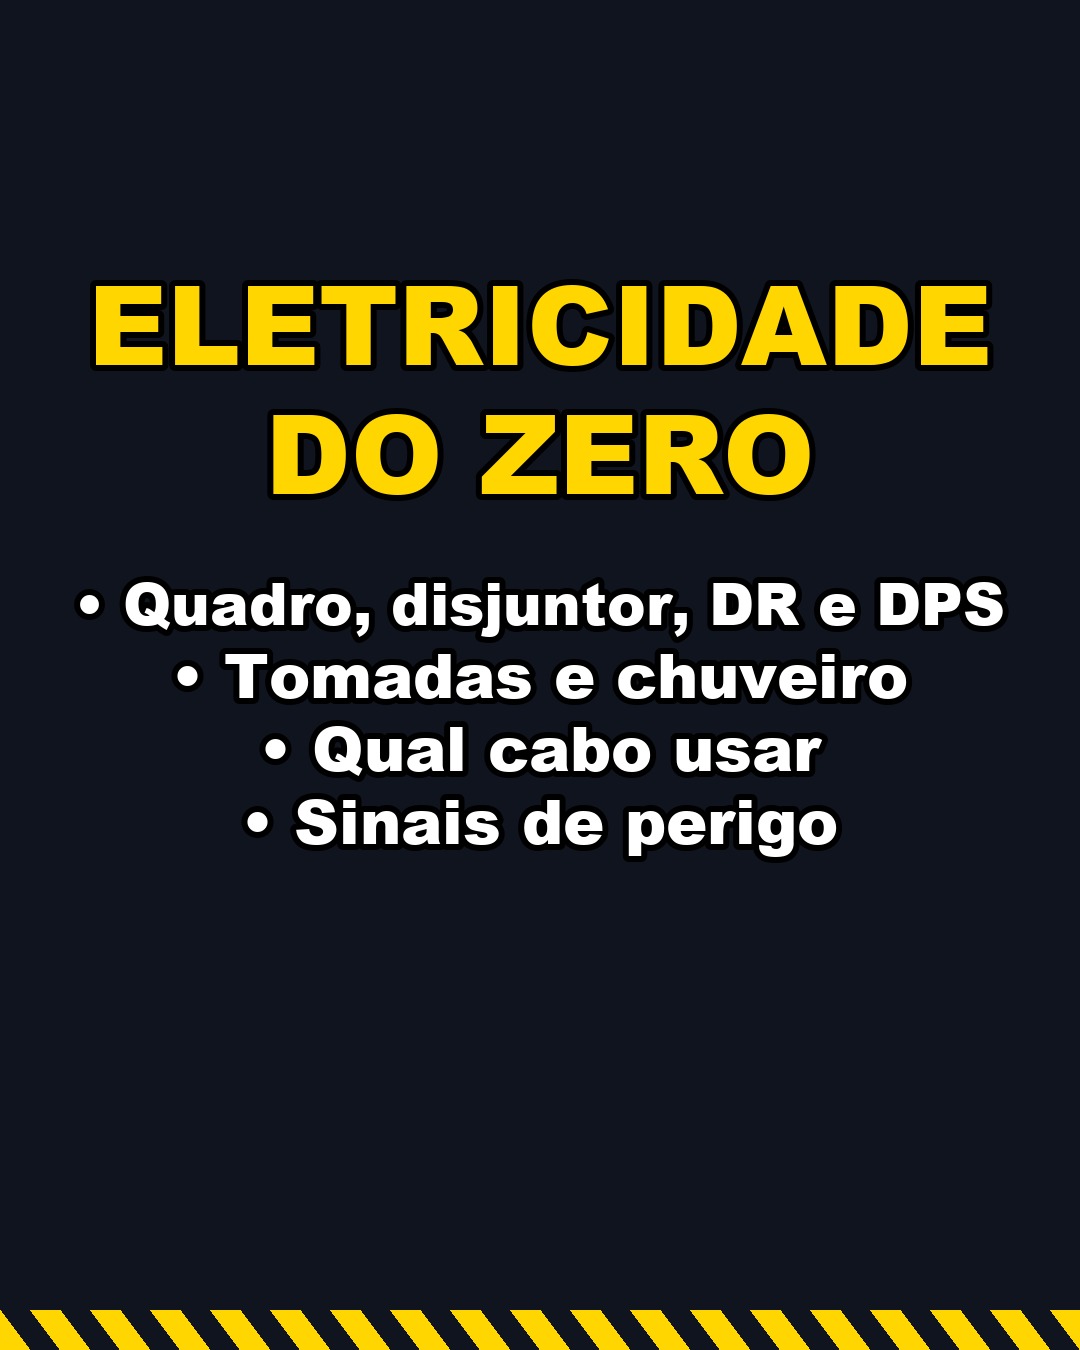 ELETRICIDADE
DO ZERO
• Quadro, disjuntor, DR e DPS
• Tomadas e chuveiro
• Qual cabo usar
• Sinais de perigo